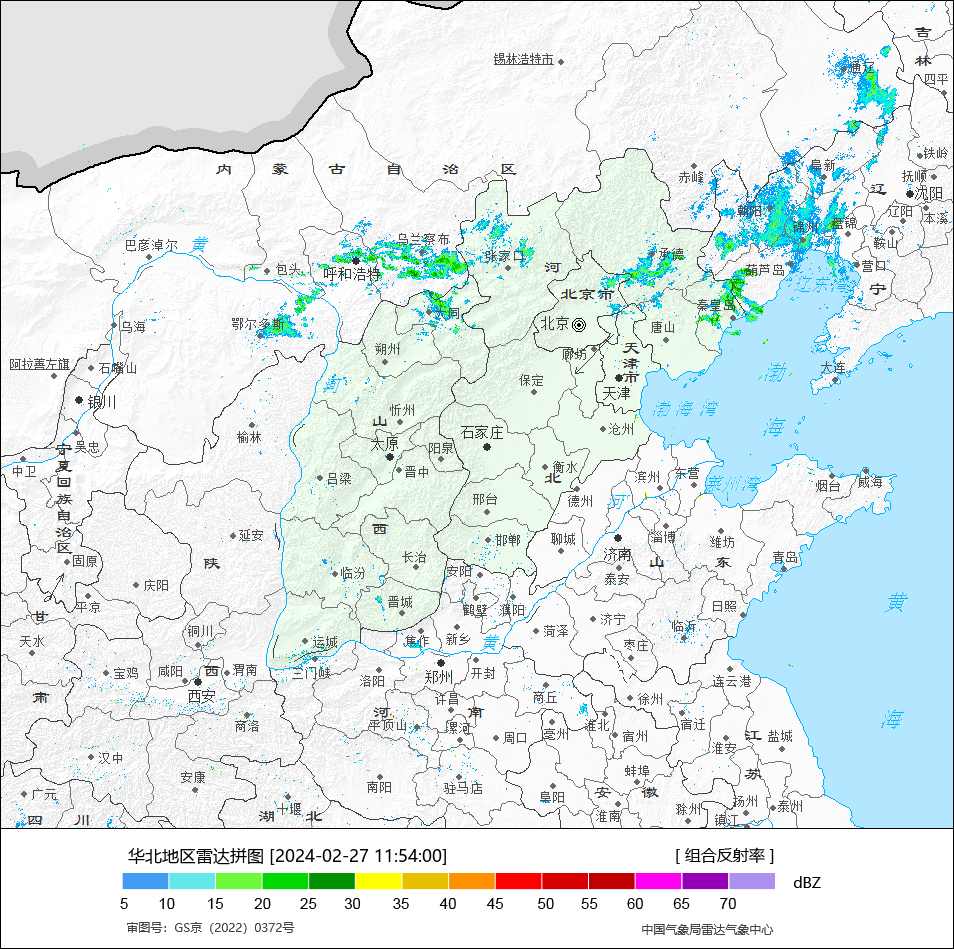 吉
林
锡林浩特市
通辽
四平
内 蒙 古 自 治 区
赤峰
阜新
铁岭
抚顺
辽
沈阳
朝阳
辽阳
本溪
锦州
盘锦
鞍山
巴彦淖尔
黄
乌兰察布
张家口
承德
包头
呼和浩特
河
葫芦岛
营口
辽东湾
宁
北京市
秦皇岛
鄂尔多斯
大同
北京
唐山
乌海
朔州
廊坊
天
津
市
阿拉善左旗
石嘴山
河
保定
天津
渤
大连
银川
忻州
渤海湾
山
海
榆林
太原
石家庄
沧州
吴忠
阳泉
宁
夏
回
族
自
治
区
中卫
晋中
衡水
吕梁
北
滨州
东营
莱州湾
烟台
威海
邢台
德州
河
西
延安
邯郸
聊城
济南
淄博
潍坊
固原
陕
长治
山
东
青岛
临汾
安阳
泰安
庆阳
平凉
晋城
鹤壁
濮阳
日照
黄
甘
铜川
济宁
临沂
天水
运城
焦作
新乡
黄
菏泽
枣庄
宝鸡
咸阳
西
渭南
三门峡
洛阳
郑州
开封
连云港
肃
西安
许昌
商丘
徐州
河
南
宿迁
海
商洛
平顶山
漯河
周口
亳州
淮北
宿州
江
盐城
淮安
汉中
安康
南阳
驻马店
蚌埠
苏
广元
阜阳
安
徽
扬州
泰州
滁州
十堰
四 川
湖 北
淮南
镇江
华北地区雷达拼图 [2024-02-27 11:54:00]
[ 组合反射率 ]
dBZ
5 10 15 20 25 30 35 40 45 50 55 60 65 70
审图号：GS京（2022）0372号
中国气象局雷达气象中心